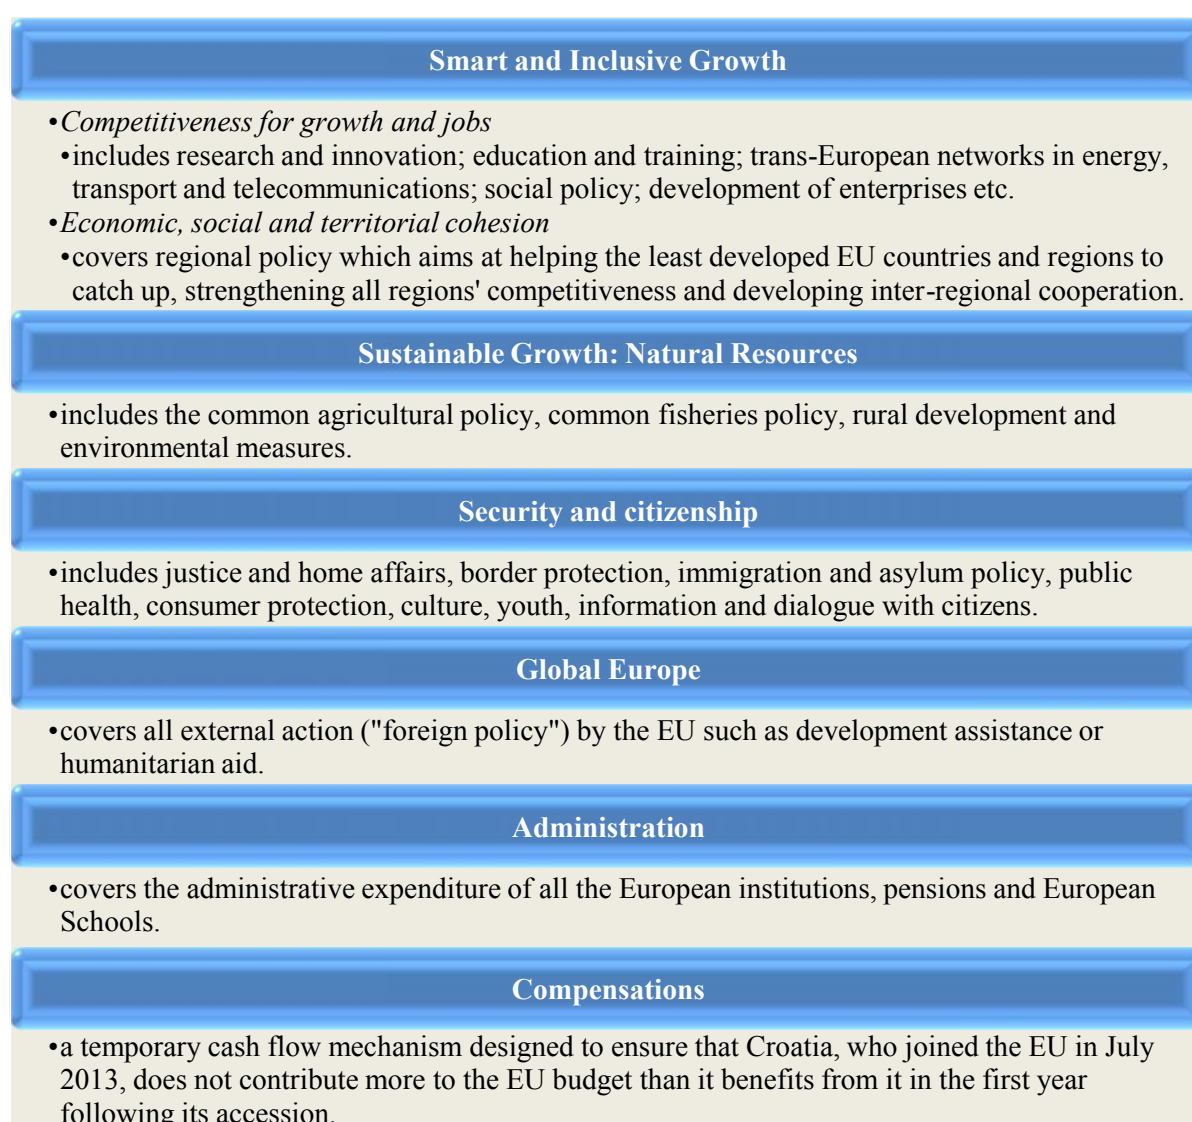 Smart and Inclusive Growth
•Competitiveness for growth and jobs
•includes research and innovation; education and training; trans-European networks in energy,
transport and telecommunications; social policy; development of enterprises etc.
•Economic, social and territorial cohesion
•covers regional policy which aims at helping the least developed EU countries and regions to
catch up, strengthening all regions' competitiveness and developing inter-regional cooperation.
Sustainable Growth: Natural Resources
•includes the common agricultural policy, common fisheries policy, rural development and
environmental measures.
Security and citizenship
•includes justice and home affairs, border protection, immigration and asylum policy, public
health, consumer protection, culture, youth, information and dialogue with citizens.
Global Europe
•covers all external action ("foreign policy") by the EU such as development assistance or
humanitarian aid.
Administration
•covers the administrative expenditure of all the European institutions, pensions and European
Schools.
Compensations
•a temporary cash flow mechanism designed to ensure that Croatia, who joined the EU in July
2013, does not contribute more to the EU budget than it benefits from it in the first year
following its accession.